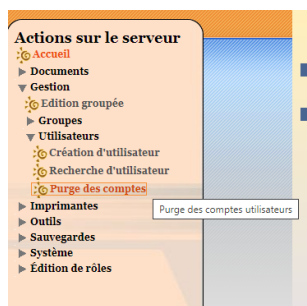 Actions sur le serveur
Accueil
Documents
Gestion
Edition groupée
Groupes
Utilisateurs
Création d'utilisateur
Recherche d'utilisateur
Purge des comptes
Purge des comptes utilisateurs
Imprimantes
Outils
Sauvegardes
Système
Édition de rôles